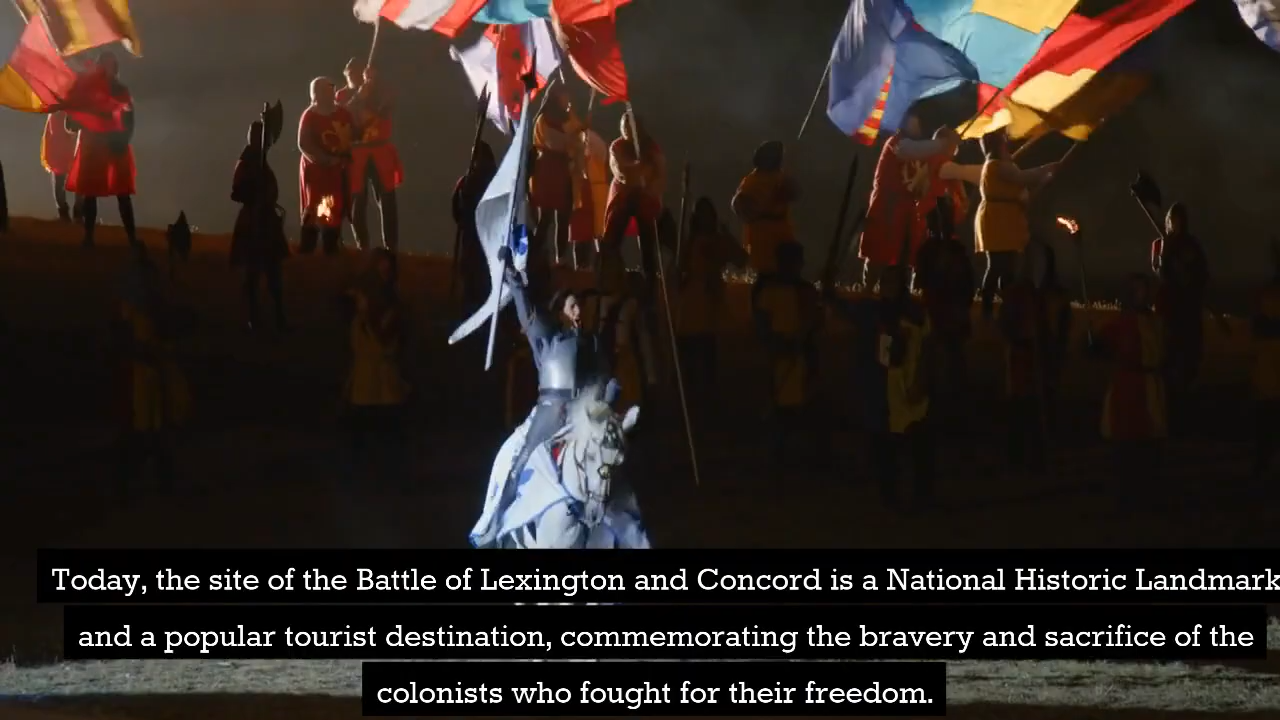 Today, the site of the Battle of Lexington and Concord is a National Historic Landmark
and a popular tourist destination, commemorating the bravery and sacrifice of the
colonists who fought for their freedom.